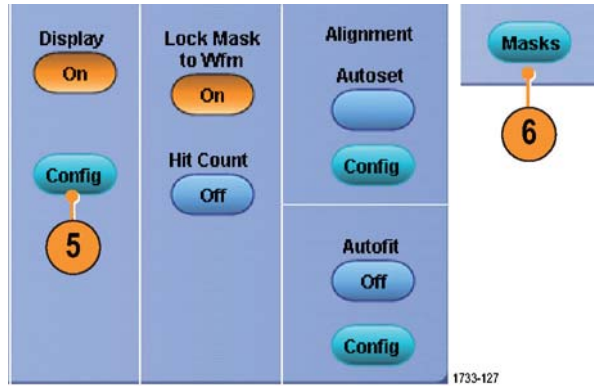 Display
On
Config
5
Lock Mask
to Wfm
On
Hit Count
Off
Alignment
Autoset
Config
Autofit
Off
Config
Masks
6
1733-127